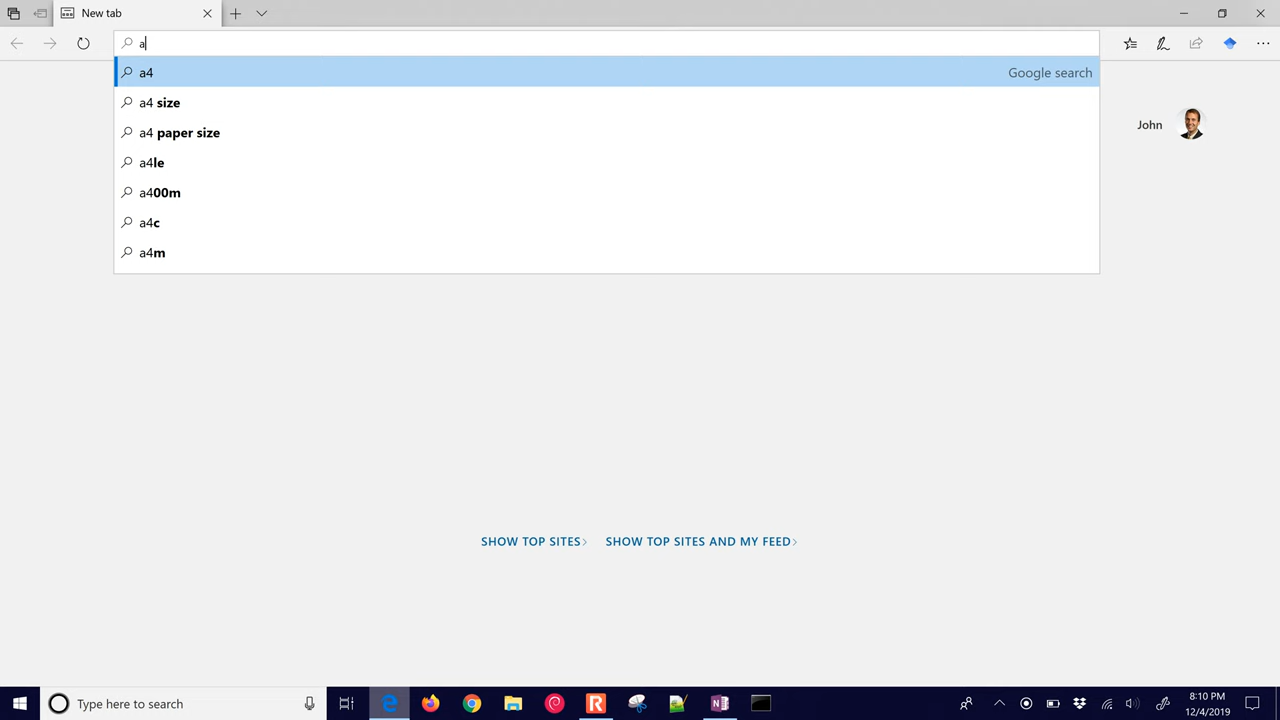 New tab
a
a4 Google search
a4 size
a4 paper size
a4le
a400m
a4c
a4m
John
SHOW TOP SITES SHOW TOP SITES AND MY FEED
Type here to search
8:10 PM
12/4/2019